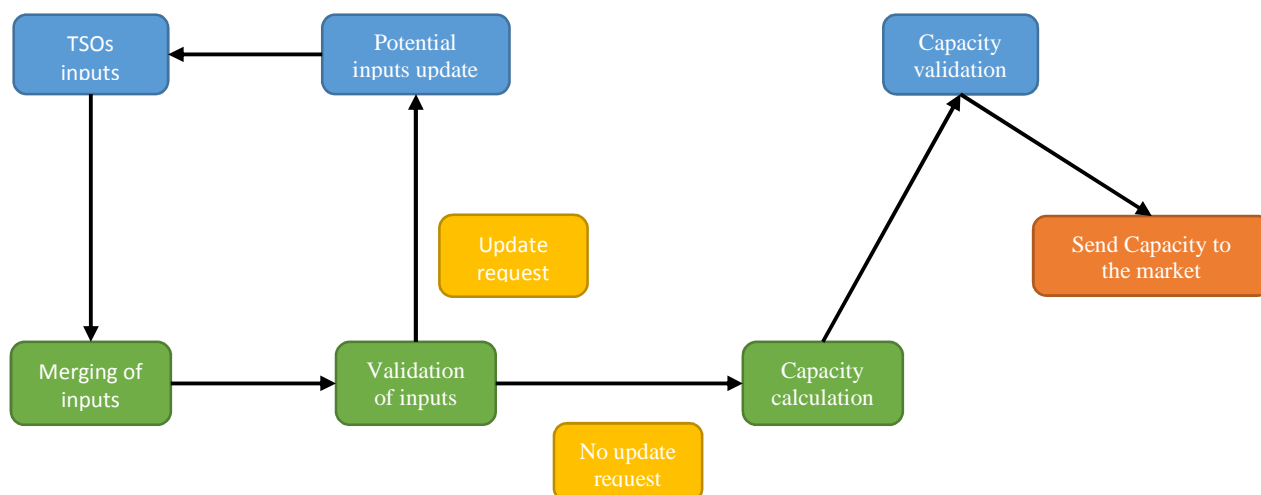 TSOs
inputs
Potential
inputs update
Capacity
validation
Update
request
Send Capacity to
the market
Merging of
inputs
Validation
of inputs
Capacity
calculation
No update
request